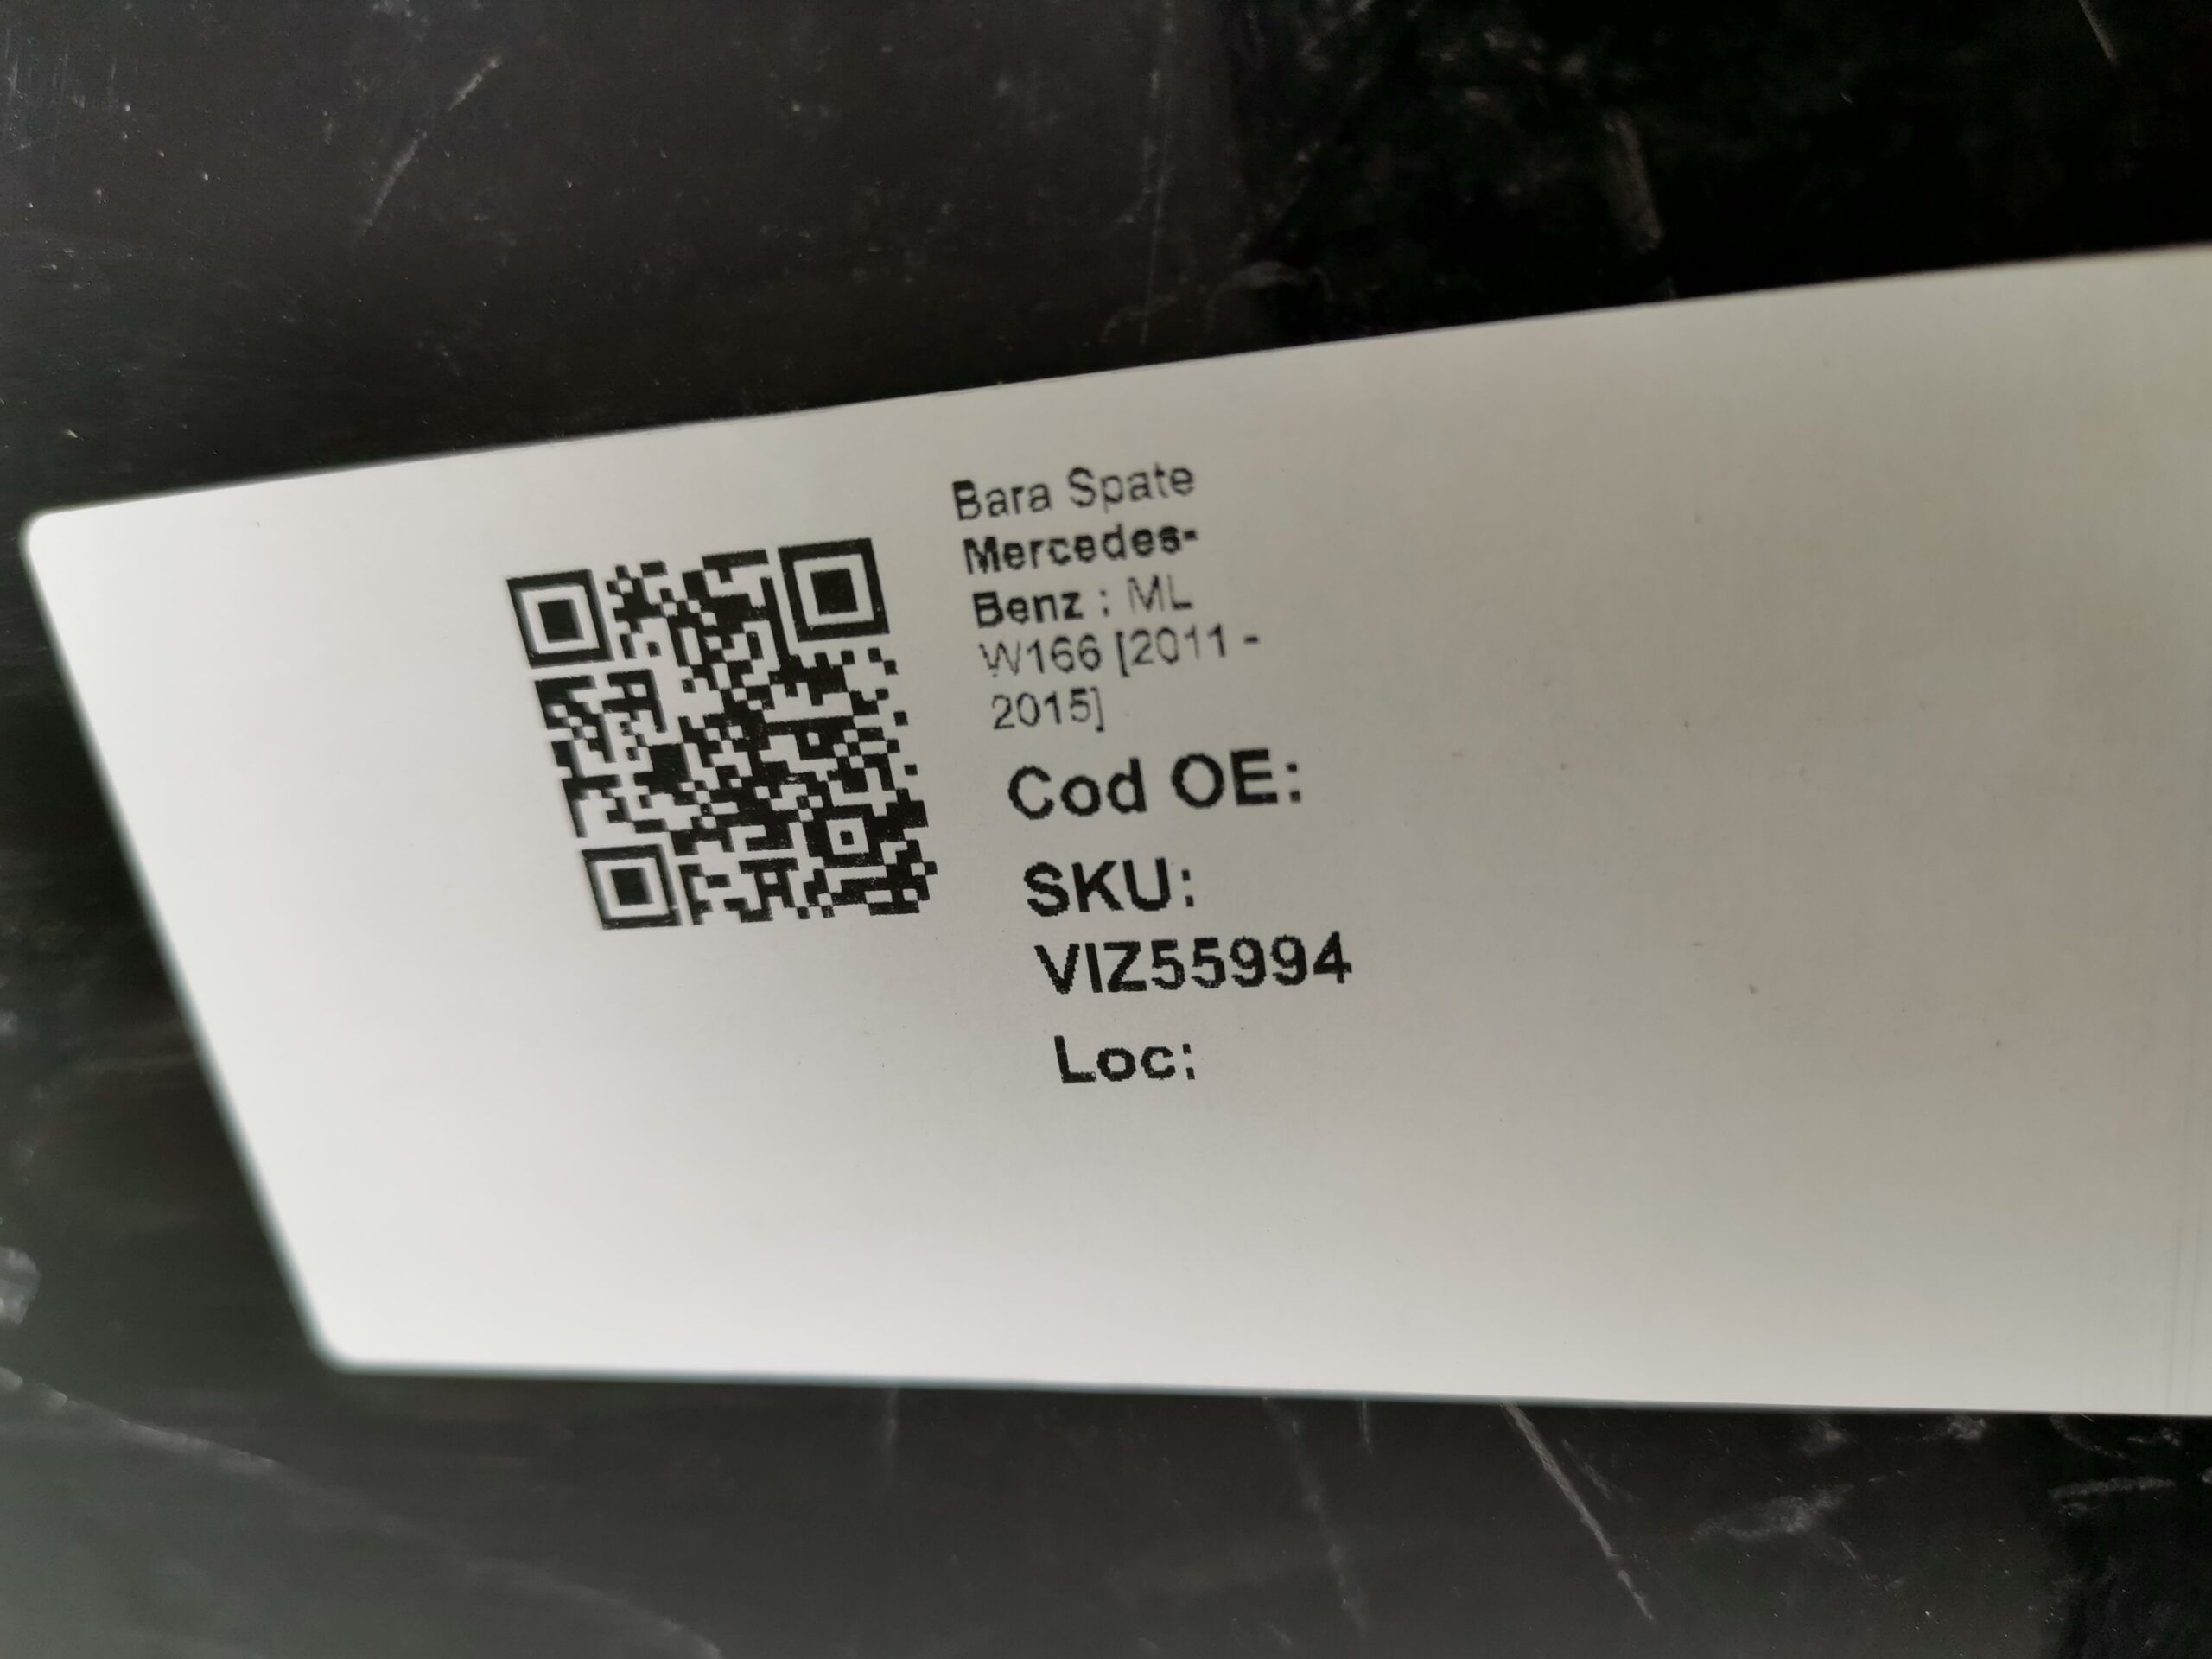 Bara Spate
Mercedes-
Benz : ML
W166 [2011 -
2015]
Cod OE:
SKU:
VIZ55994
Loc: